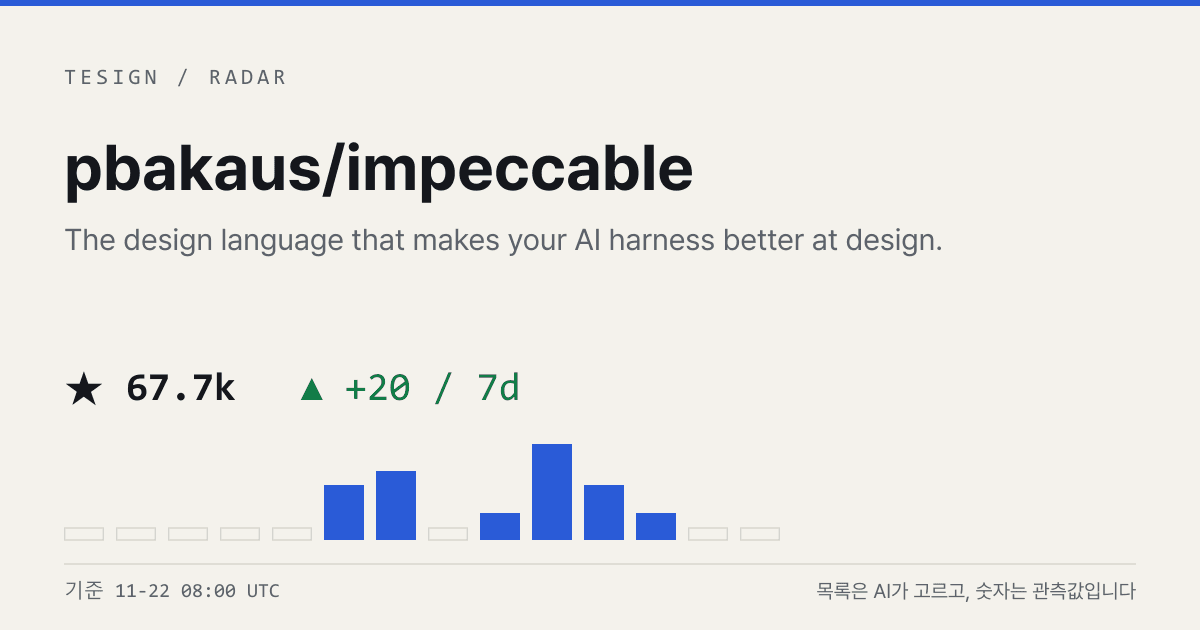 TESIGN / RADAR
pbakaus/impeccable
The design language that makes your AI harness better at design.
★ 67.7k ▲ +20 / 7d
기준 11-22 08:00 UTC
목록은 AI가 고르고, 숫자는 관측값입니다